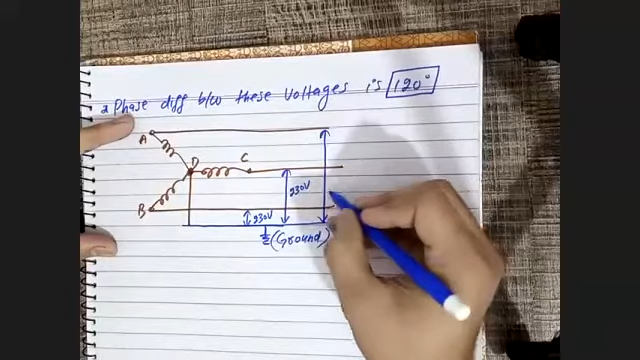 * Phase diff b/w these Voltages is 120°
A
D
C
B
230V
230V
(Ground)